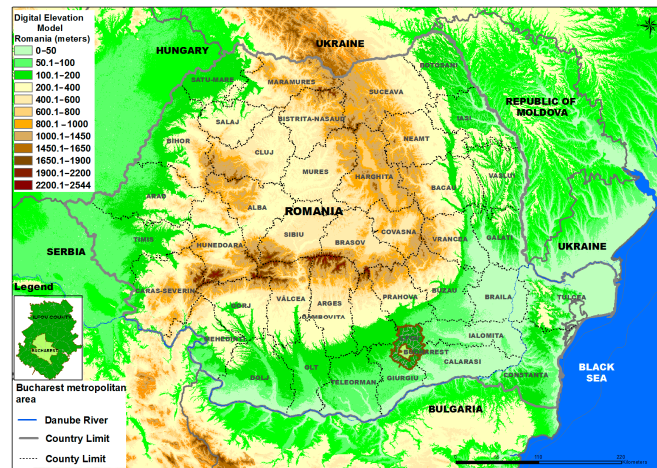 Digital Elevation
Model
Romania (meters)
0–50
50.1–100
100.1–200
200.1–400
400.1–600
600.1–800
800.1–1000
1000.1–1450
1450.1–1650
1650.1–1900
1900.1–2200
2200.1–2544
HUNGARY
UKRAINE
BOTOSANI
SATU-MARE
MARAMURES
SUCEAVA
REPUBLIC OF
MOLDOVA
SALAJ
BISTRITA-NASAUD
IASI
BIHOR
NEAMT
CLUJ
MURES
HARGHITA
VASLUI
BACAU
ARAD
ALBA
ROMANIA
TIMIS
HUNEDOARA
SIBIU
BRASOV
COVASNA
VRANCEA
GALATI
SERBIA
UKRAINE
Legend
CARAS-SEVERIN
GORJ
VÂLCEA
ARGES
DAMBOVITA
PRAHOVA
BUZAU
BRAILA
TULCEA
ILFOV COUNTY
BUCHAREST
MEHEDINTI
BUCHAREST
IALOMITA
CALARASI
CONSTANTA
BLACK
SEA
DOLJ
OLT
TELEORMAN
GIURGIU
BULGARIA
Bucharest metropolitan
area
Danube River
Country Limit
Country Limit